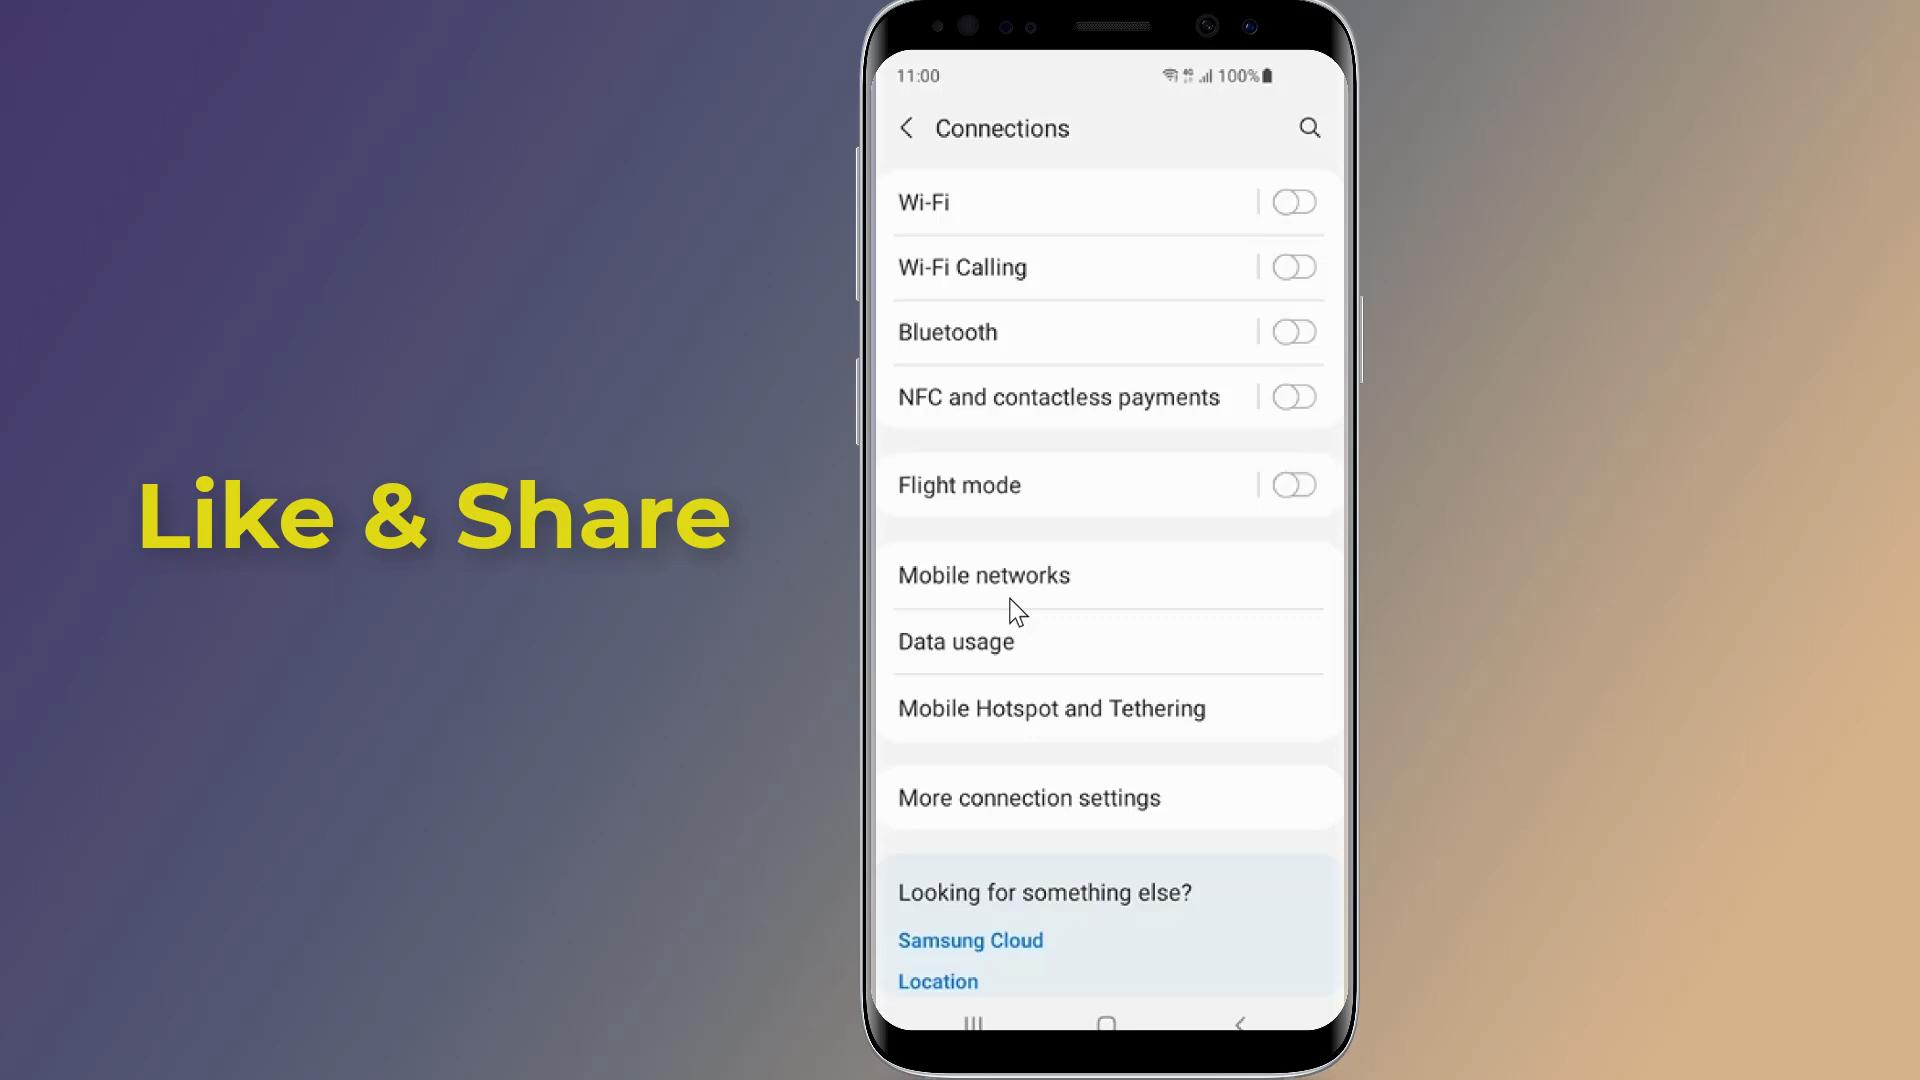 11:00
4G
100%
Connections
Wi-Fi
Wi-Fi Calling
Bluetooth
NFC and contactless payments
Flight mode
Like & Share
Mobile networks
Data usage
Mobile Hotspot and Tethering
More connection settings
Looking for something else?
Samsung Cloud
Location